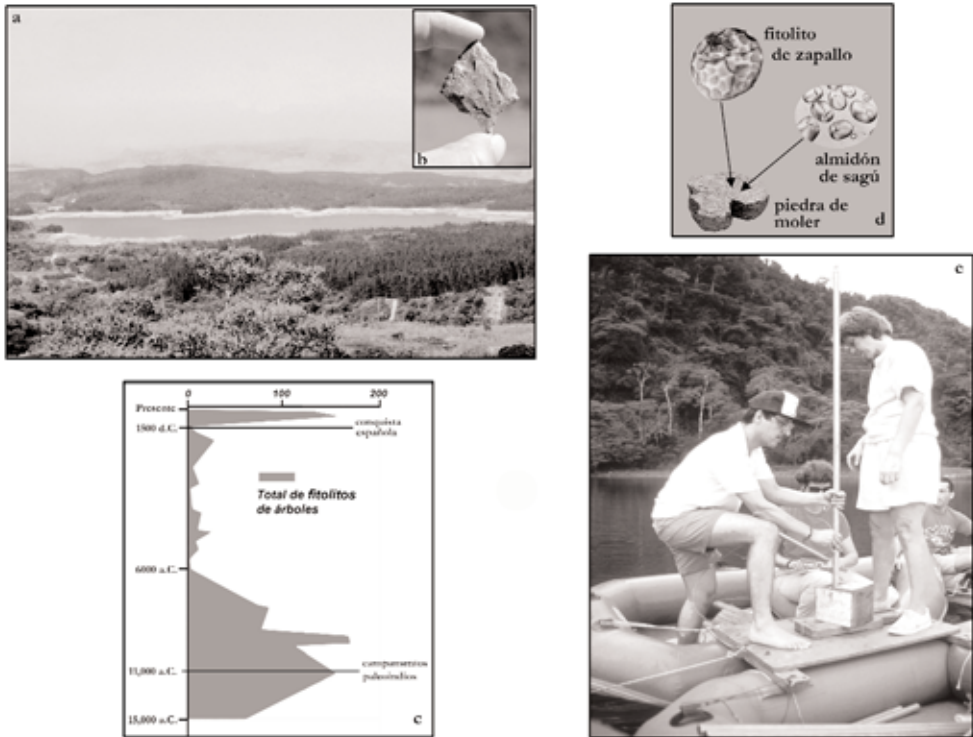 a
b
fitolito
de zapallo
almidón
de sagú
piedra de
moler
d
e
0 100 200
Presente
1500 d.C.
conquista
española
Total de fitolitos
de árboles
6000 a.C.
11,000 a.C.
campamentos
paleoindios
15,000 a.C.
c